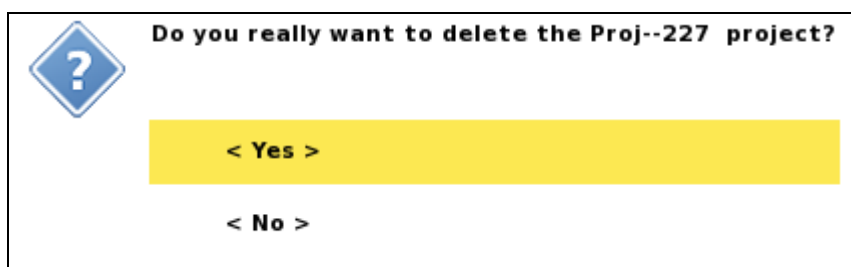 Do you really want to delete the Proj--227  project?
< Yes >
< No >